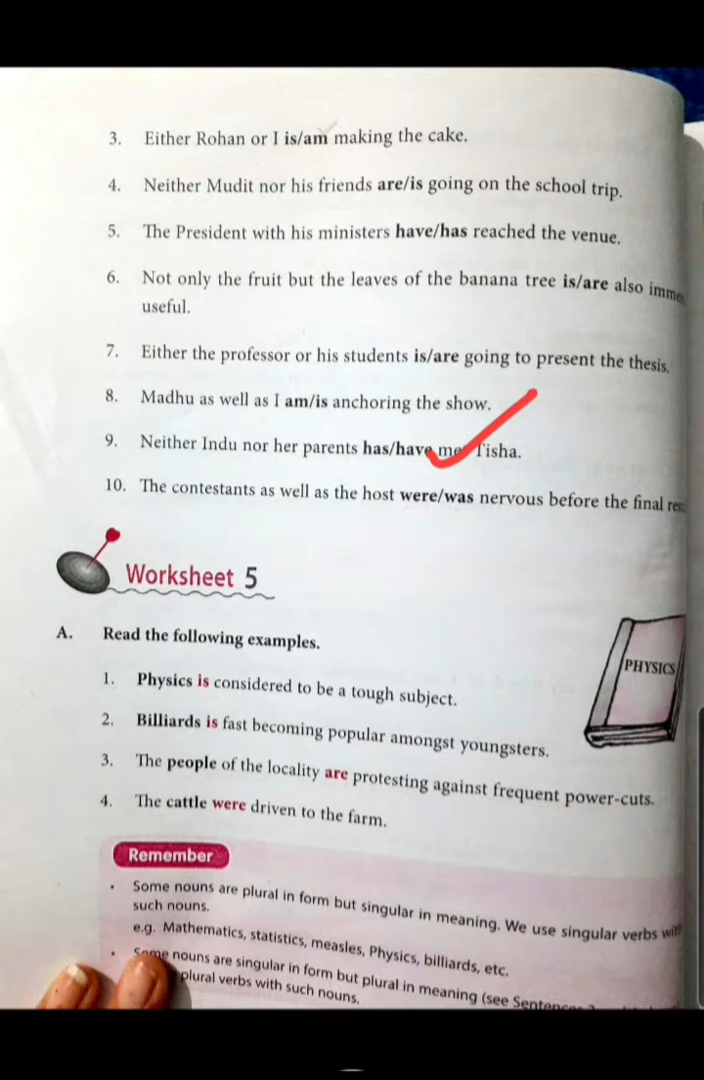 3. Either Rohan or I is/am making the cake.
4. Neither Mudit nor his friends are/is going on the school trip.
5. The President with his ministers have/has reached the venue.
6. Not only the fruit but the leaves of the banana tree is/are also
useful.
7. Either the professor or his students is/are going to present the thesis.
8. Madhu as well as I am/is anchoring the show.
9. Neither Indu nor her parents has/have met Tisha.
10. The contestants as well as the host were/was nervous before the final
Worksheet 5
A. Read the following examples.
1. Physics is considered to be a tough subject.
PHYSICS
2. Billiards is fast becoming popular amongst youngsters.
3. The people of the locality are protesting against frequent power-cuts.
4. The cattle were driven to the farm.
Remember
• Some nouns are plural in form but singular in meaning. We use singular verbs with
such nouns.
e.g. Mathematics, statistics, measles, Physics, billiards, etc.
• Some nouns are singular in form but plural in meaning (see Sentences
plural verbs with such nouns.